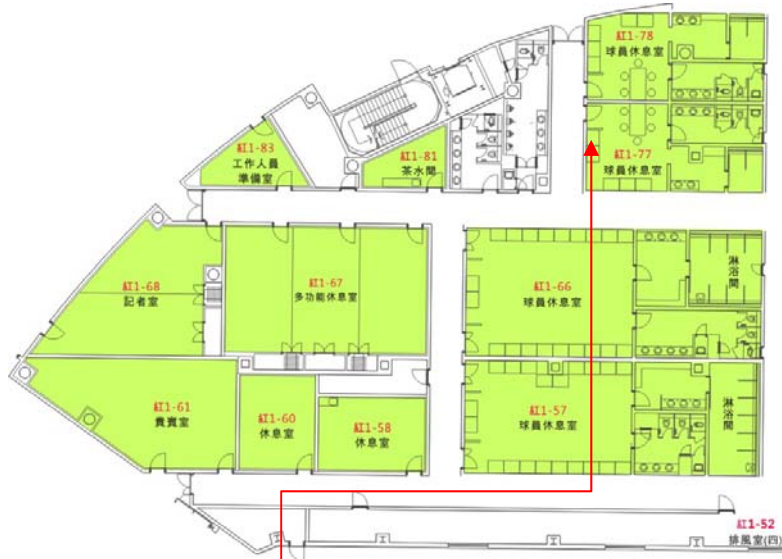 紅1-78
球員休息室
紅1-83
工作人員
準備室
紅1-81
茶水間
紅1-77
球員休息室
紅1-68
記者室
紅1-67
多功能休息室
紅1-66
球員休息室
淋浴間
紅1-61
貴賓室
紅1-60
休息室
紅1-58
休息室
紅1-57
球員休息室
淋浴間
紅1-52
排風室(四)